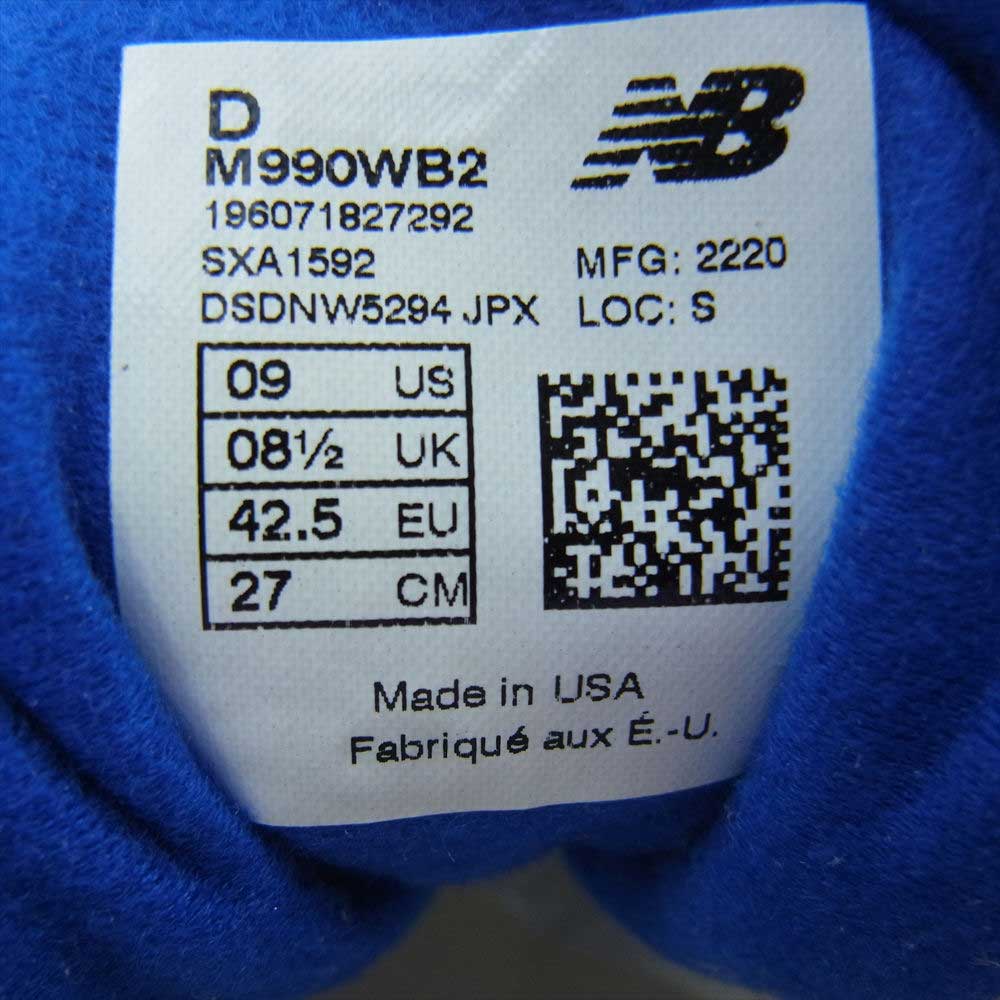 D
NB
M990WB2
196071827292
SXA1592 MFG: 2220
DSDNW5294 JPX LOC: S
09 US
08½ UK
42.5 EU
27 CM
Made in USA
Fabriqué aux É.-U.